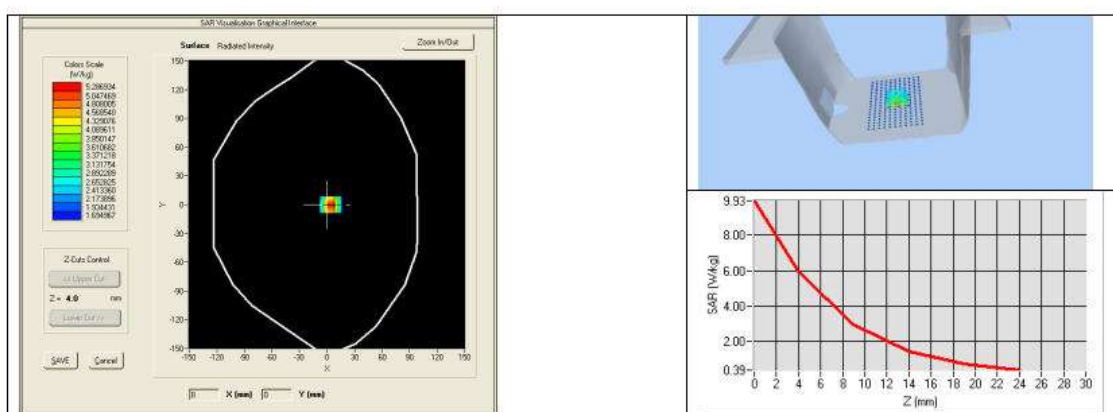 SAR Visualisation Graphical Interface
Surface Radiated Intensity
Zoom In/Out
Colors Scale
(W/kg)
5.286934
5.047469
4.808005
4.568540
4.329076
4.089611
3.850147
3.610682
3.371218
3.131754
2.892289
2.652825
2.413360
2.173896
1.934431
1.694967
Z-Cuts Control
<< Upper Cut
Z = 4.0 mm
Lower Cut >>
SAVE Cancel
150-
120-
90-
60-
30-
0-
-30-
-60-
-90-
-120-
-150-
Y
-150 -120 -90 -60 -30 0 30 60 90 120 150
X
0 X (mm) 0 Y (mm)
9.93
8.00
6.00
4.00
2.00
0.39
SAR (W/kg)
0 2 4 6 8 10 12 14 16 18 20 22 24 26 28 30
Z (mm)